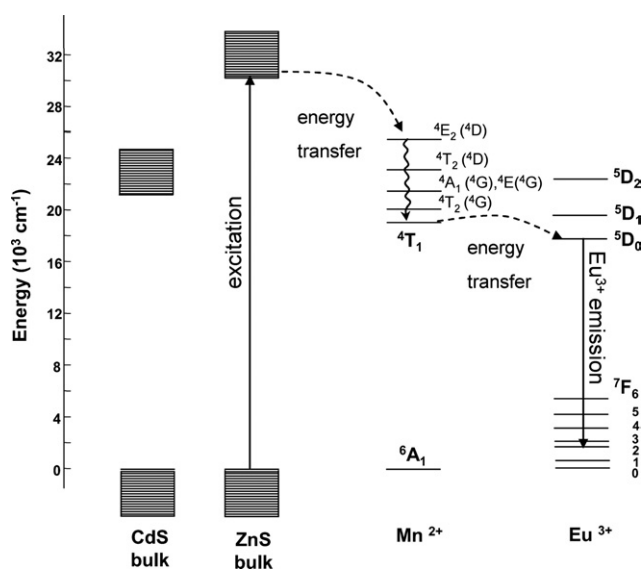 Energy (10³ cm⁻¹)
32
28
24
20
16
12
8
4
0
excitation
energy
transfer
⁴E₂ (⁴D)
⁴T₂ (⁴D)
⁴A₁ (⁴G),⁴E(⁴G)
⁴T₂ (⁴G)
⁴T₁
energy
transfer
⁵D₂
⁵D₁
⁵D₀
Eu³⁺ emission
⁷F₆
5
4
3
2
1
0
⁶A₁
CdS
bulk
ZnS
bulk
Mn ²⁺
Eu ³⁺